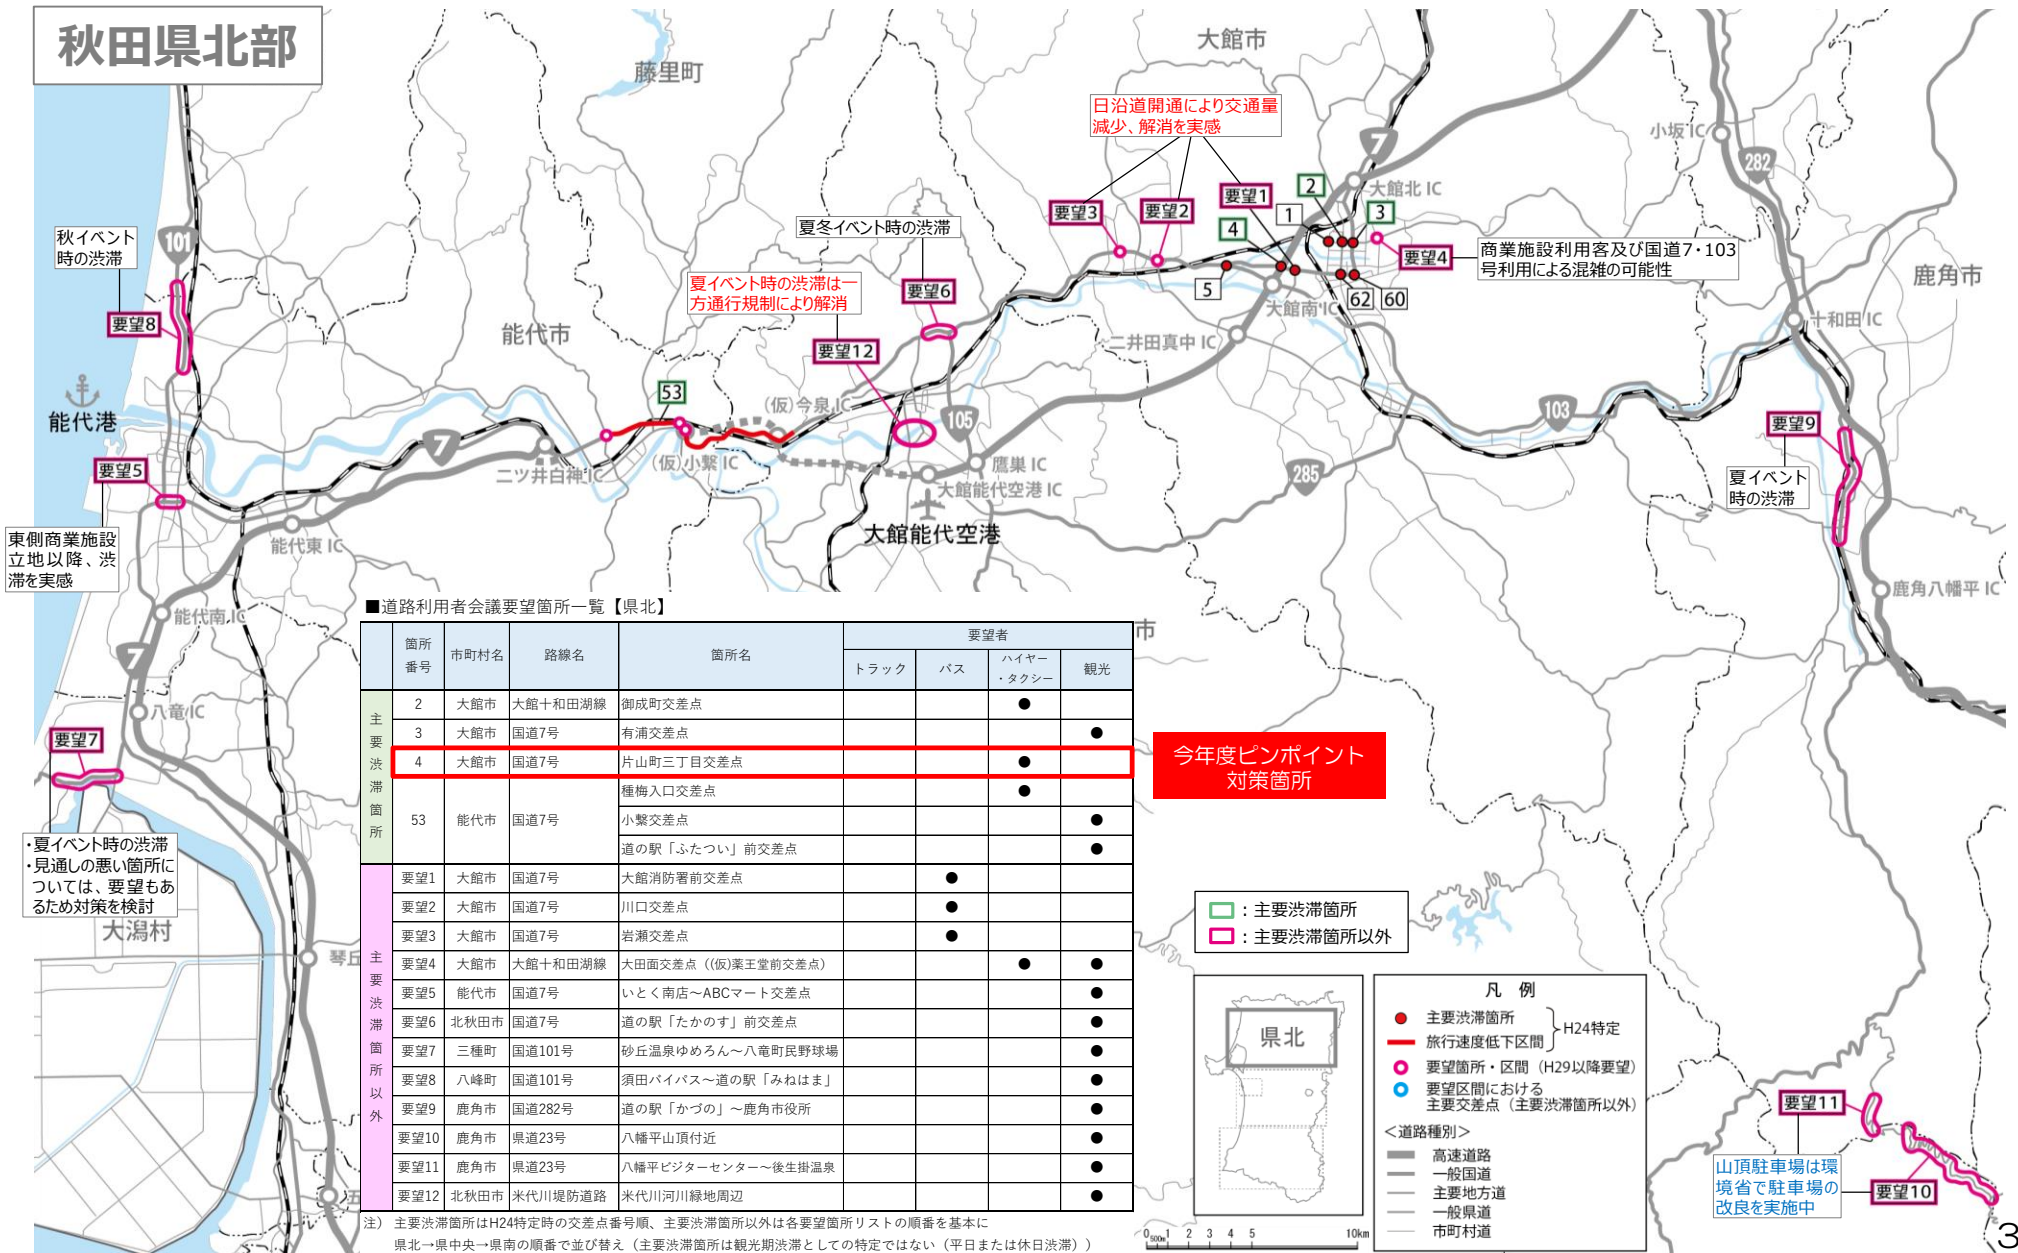 秋田県北部
大館市
藤里町
日沿道開通により交通量
減少、解消を実感
小坂IC
7
282
大館北 IC
要望3
要望2
要望1
2
1
3
4
5
62
60
要望4
商業施設利用客及び国道7・103
号利用による混雑の可能性
鹿角市
秋イベント
時の渋滞
101
要望8
夏冬イベント時の渋滞
夏イベント時の渋滞は一
方通行規制により解消
要望6
要望12
能代市
大館南IC
二井田真中 IC
十和田 IC
53
(仮)今泉IC
105
103
要望9
夏イベント
時の渋滞
能代港
7
(仮)小繋 IC
二ツ井白神IC
鷹巣 IC
大館能代空港 IC
285
大館能代空港
要望5
東側商業施設
立地以降、渋
滞を実感
能代東 IC
能代南IC
鹿角八幡平 IC
7
八竜IC
要望7
・夏イベント時の渋滞
・見通しの悪い箇所に
ついては、要望もあ
るため対策を検討
大潟村
琴丘
五
市
■道路利用者会議要望箇所一覧【県北】
箇所番号 市町村名 路線名 箇所名 要望者
トラック バス ハイヤー・タクシー 観光
主要渋滞箇所
2 大館市 大館十和田湖線 御成町交差点 ●
3 大館市 国道7号 有浦交差点 ●
4 大館市 国道7号 片山町三丁目交差点 ●
53 能代市 国道7号 種梅入口交差点 ●
小繋交差点 ●
道の駅「ふたつい」前交差点 ●
主要渋滞箇所以外
要望1 大館市 国道7号 大館消防署前交差点 ●
要望2 大館市 国道7号 川口交差点 ●
要望3 大館市 国道7号 岩瀬交差点 ●
要望4 大館市 大館十和田湖線 大田面交差点（(仮)薬王堂前交差点） ● ●
要望5 能代市 国道7号 いとく南店～ABCマート交差点 ●
要望6 北秋田市 国道7号 道の駅「たかのす」前交差点 ●
要望7 三種町 国道101号 砂丘温泉ゆめろん～八竜町民野球場 ●
要望8 八峰町 国道101号 須田バイパス～道の駅「みねはま」 ●
要望9 鹿角市 国道282号 道の駅「かづの」～鹿角市役所 ●
要望10 鹿角市 県道23号 八幡平山頂付近 ●
要望11 鹿角市 県道23号 八幡平ビジターセンター～後生掛温泉 ●
要望12 北秋田市 米代川堤防道路 米代川河川緑地周辺 ●
注） 主要渋滞箇所はH24特定時の交差点番号順、主要渋滞箇所以外は各要望箇所リストの順番を基本に
県北→県中央→県南の順番で並び替え（主要渋滞箇所は観光期渋滞としての特定ではない（平日または休日渋滞））
今年度ピンポイント
対策箇所
：主要渋滞箇所
：主要渋滞箇所以外
県北
凡 例
主要渋滞箇所
旅行速度低下区間
H24特定
要望箇所・区間（H29以降要望）
要望区間における
主要交差点（主要渋滞箇所以外）
＜道路種別＞
高速道路
一般国道
主要地方道
一般県道
市町村道
0 500m 1 2 3 4 5 10km
要望11
山頂駐車場は環
境省で駐車場の
改良を実施中
要望10
3